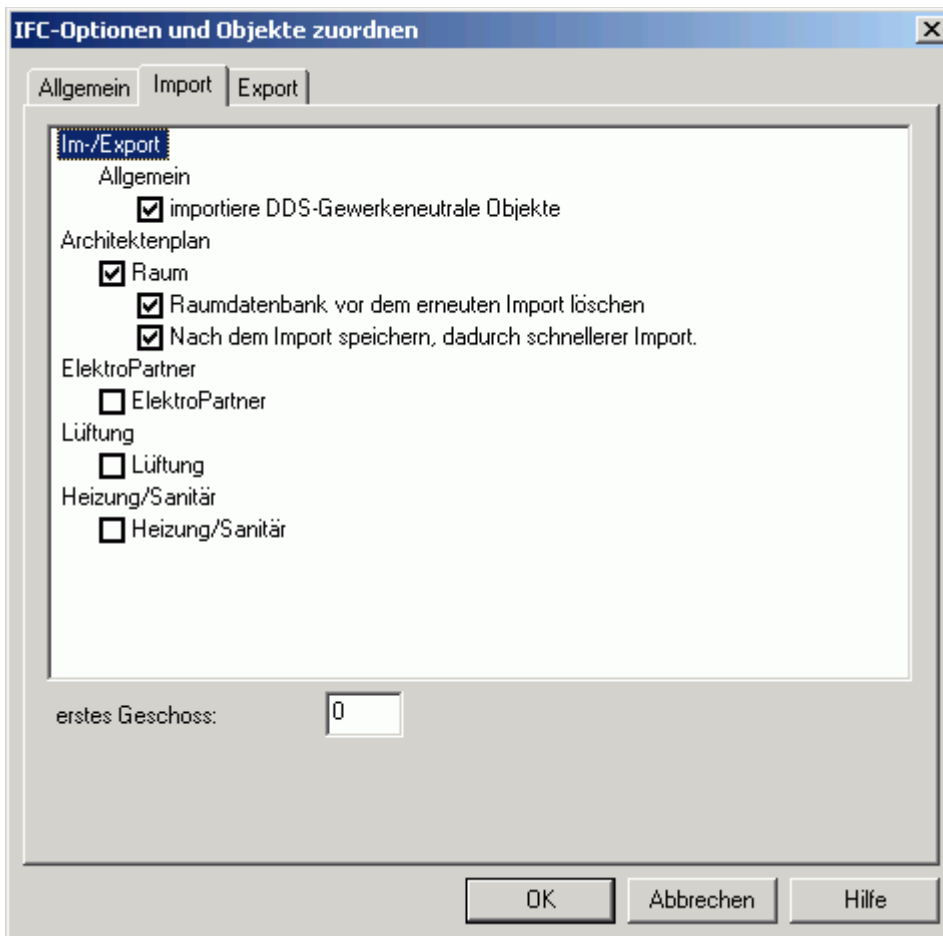 IFC-Optionen und Objekte zuordnen
Allgemein Import Export
Im-/Export
Allgemein
importiere DDS-Gewerkeneutrale Objekte
Architektenplan
Raum
Raumdatenbank vor dem erneuten Import löschen
Nach dem Import speichern, dadurch schnellerer Import.
ElektroPartner
ElektroPartner
Lüftung
Lüftung
Heizung/Sanitär
Heizung/Sanitär
erstes Geschoss: 0
OK Abbrechen Hilfe